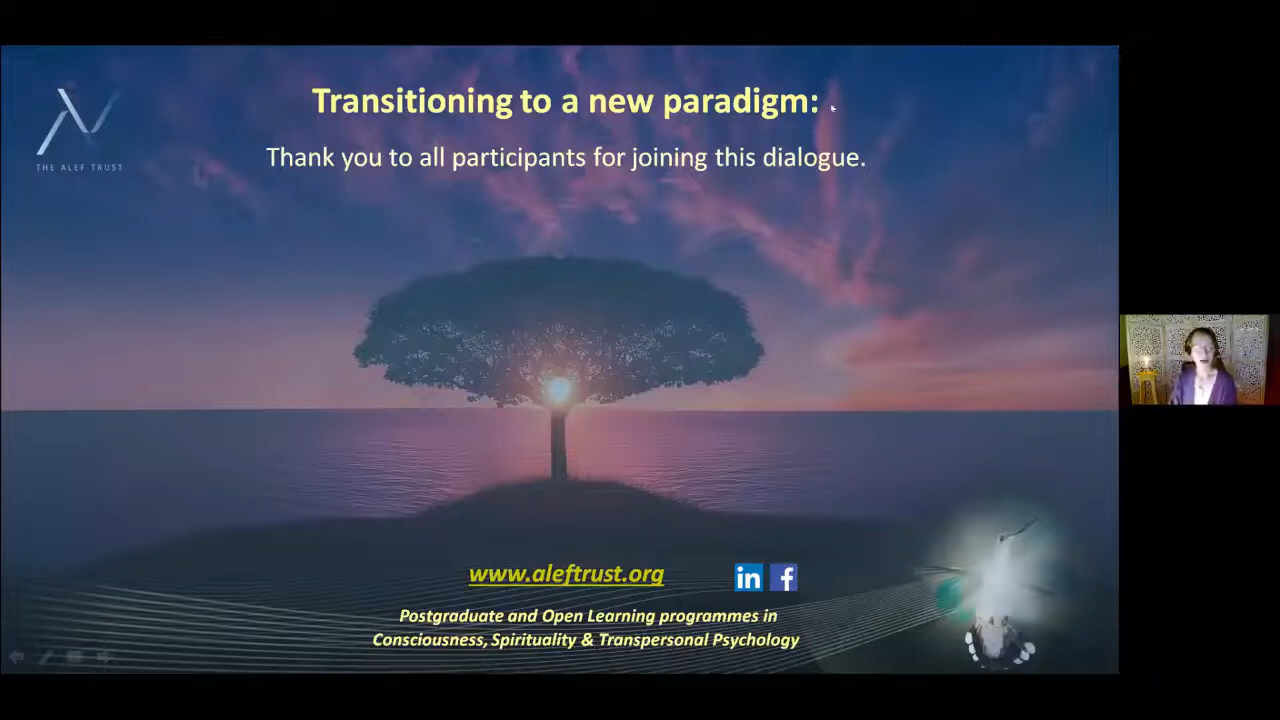 Transitioning to a new paradigm:
Thank you to all participants for joining this dialogue.
THE ALEF TRUST
www.aleftrust.org
in f
Postgraduate and Open Learning programmes in
Consciousness, Spirituality & Transpersonal Psychology